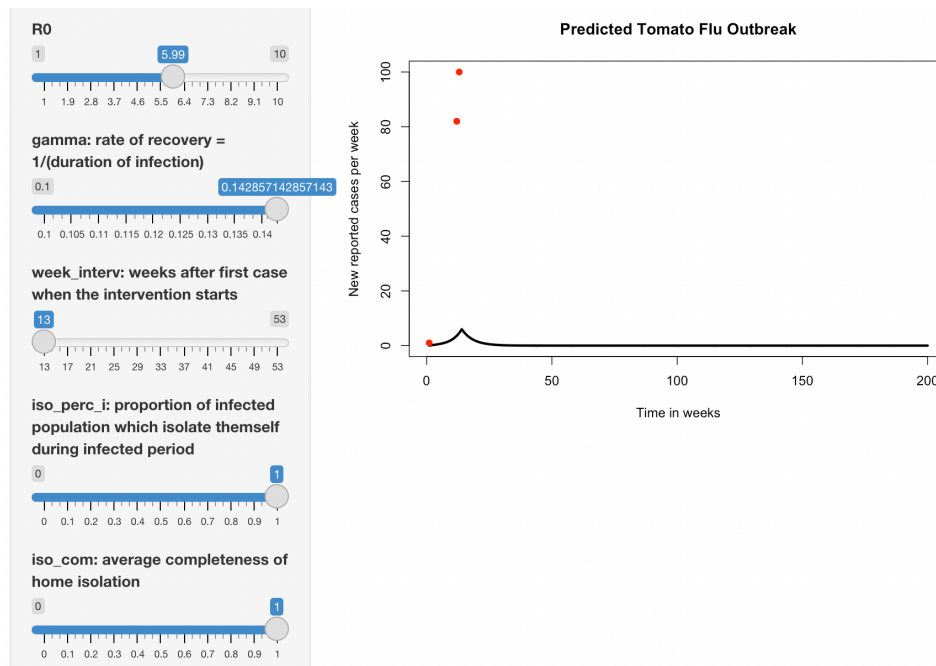 R0
1 5.99 10
1 1.9 2.8 3.7 4.6 5.5 6.4 7.3 8.2 9.1 10
gamma: rate of recovery =
1/(duration of infection)
0.1 0.142857142857143
0.1 0.105 0.11 0.115 0.12 0.125 0.13 0.135 0.14
week_interv: weeks after first case
when the intervention starts
13 53
13 17 21 25 29 33 37 41 45 49 53
iso_perc_i: proportion of infected
population which isolate themself
during infected period
0 1
0 0.1 0.2 0.3 0.4 0.5 0.6 0.7 0.8 0.9 1
iso_com: average completeness of
home isolation
0 1
0 0.1 0.2 0.3 0.4 0.5 0.6 0.7 0.8 0.9 1
Predicted Tomato Flu Outbreak
New reported cases per week
100
80
60
40
20
0
0 50 100 150 200
Time in weeks